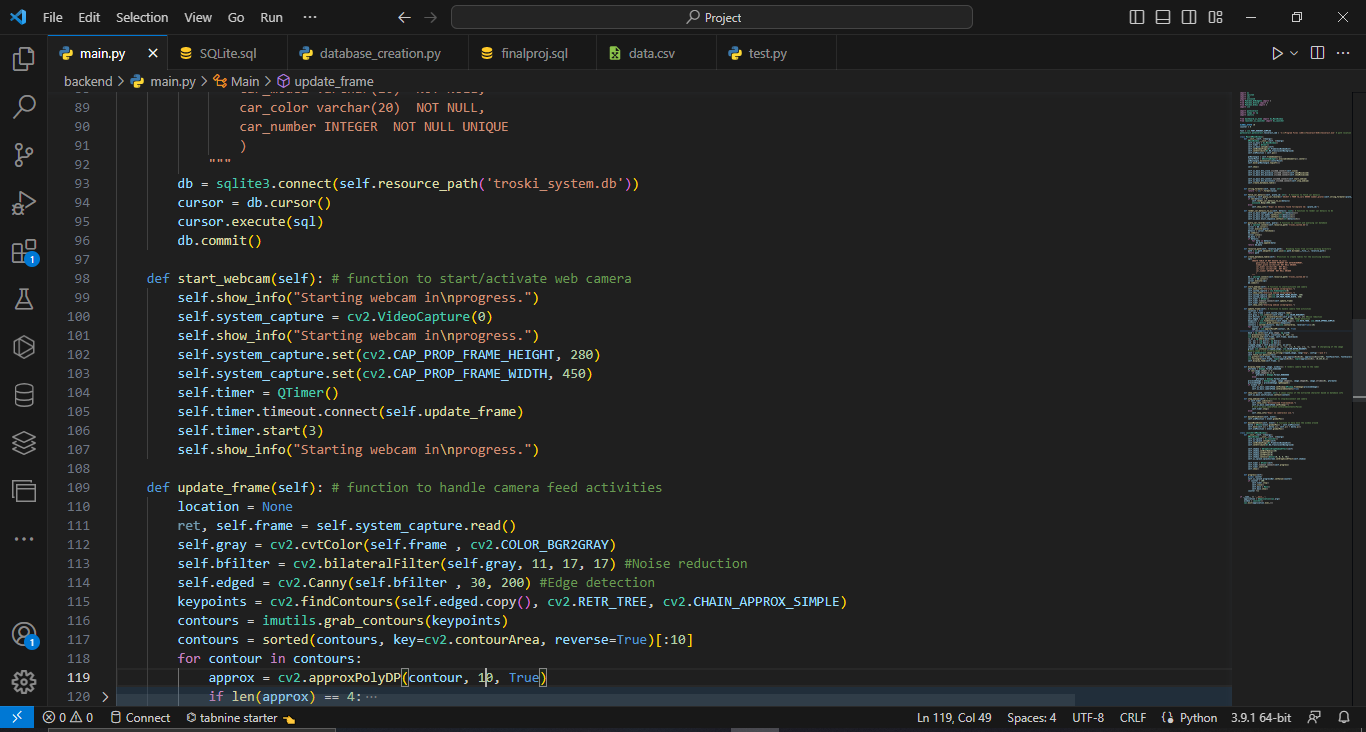 File Edit Selection View Go Run ··· Project
main.py SQLite.sql database_creation.py finalproj.sql data.csv test.py
backend > main.py > Main > update_frame
89 car_color varchar(20)  NOT NULL,
90 car_number INTEGER  NOT NULL UNIQUE
91 )
92 """
93 db = sqlite3.connect(self.resource_path('troski_system.db'))
94 cursor = db.cursor()
95 cursor.execute(sql)
96 db.commit()
97
98 def start_webcam(self): # function to start/activate web camera
99 self.show_info("Starting webcam in\nprogress.")
100 self.system_capture = cv2.VideoCapture(0)
101 self.show_info("Starting webcam in\nprogress.")
102 self.system_capture.set(cv2.CAP_PROP_FRAME_HEIGHT, 280)
103 self.system_capture.set(cv2.CAP_PROP_FRAME_WIDTH, 450)
104 self.timer = QTimer()
105 self.timer.timeout.connect(self.update_frame)
106 self.timer.start(3)
107 self.show_info("Starting webcam in\nprogress.")
108
109 def update_frame(self): # function to handle camera feed activities
110 location = None
111 ret, self.frame = self.system_capture.read()
112 self.gray = cv2.cvtColor(self.frame , cv2.COLOR_BGR2GRAY)
113 self.bfilter = cv2.bilateralFilter(self.gray, 11, 17, 17) #Noise reduction
114 self.edged = cv2.Canny(self.bfilter , 30, 200) #Edge detection
115 keypoints = cv2.findContours(self.edged.copy(), cv2.RETR_TREE, cv2.CHAIN_APPROX_SIMPLE)
116 contours = imutils.grab_contours(keypoints)
117 contours = sorted(contours, key=cv2.contourArea, reverse=True)[:10]
118 for contour in contours:
119 approx = cv2.approxPolyDP(contour, 10, True)
120 if len(approx) == 4: ···
1
1
0 0 Connect tabnine starter Ln 119, Col 49 Spaces: 4 UTF-8 CRLF Python 3.9.1 64-bit